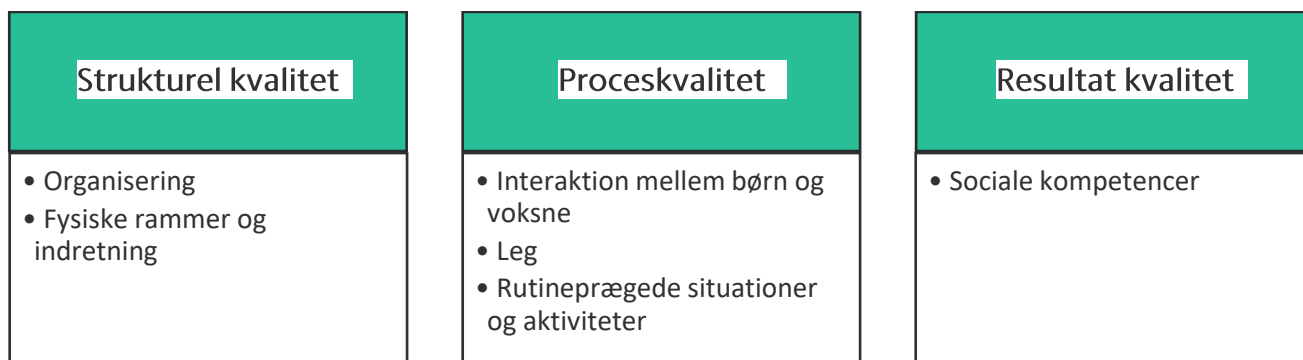 Strukturel kvalitet
• Organisering
• Fysiske rammer og
indretning
Proceskvalitet
• Interaktion mellem børn og
voksne
• Leg
• Rutineprægede situationer
og aktiviteter
Resultat kvalitet
• Sociale kompetencer